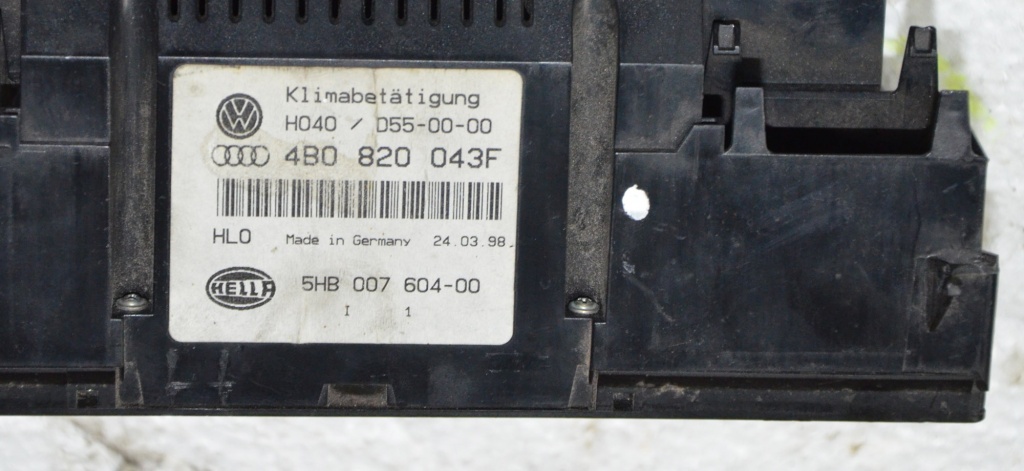 Klimabetätigung
H040 / D55-00-00
4B0 820 043F
HLO Made in Germany 24.03.98
HELLA 5HB 007 604-00
I 1